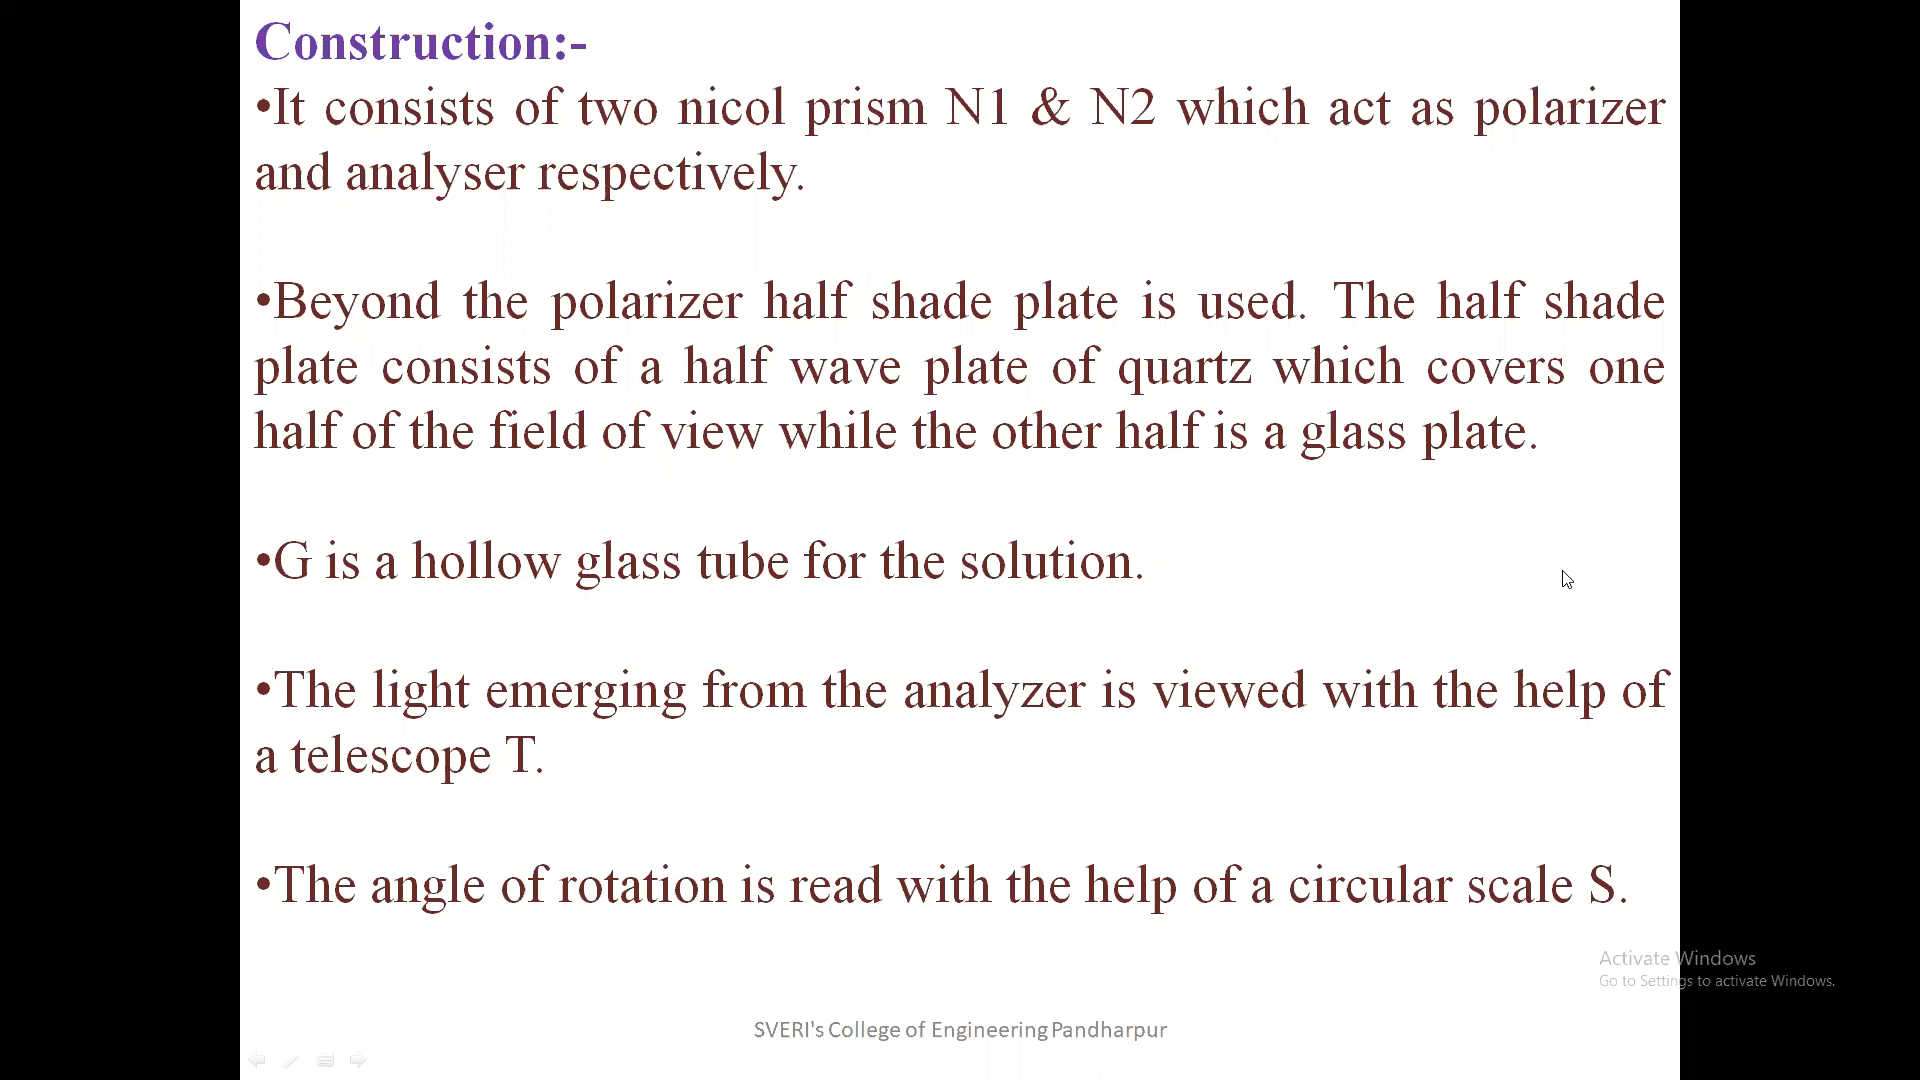 Construction:-
•It consists of two nicol prism N1 & N2 which act as polarizer
and analyser respectively.
•Beyond the polarizer half shade plate is used. The half shade
plate consists of a half wave plate of quartz which covers one
half of the field of view while the other half is a glass plate.
•G is a hollow glass tube for the solution.
•The light emerging from the analyzer is viewed with the help of
a telescope T.
•The angle of rotation is read with the help of a circular scale S.
Activate Windows
Go to Settings to activate Windows.
SVERI's College of Engineering Pandharpur